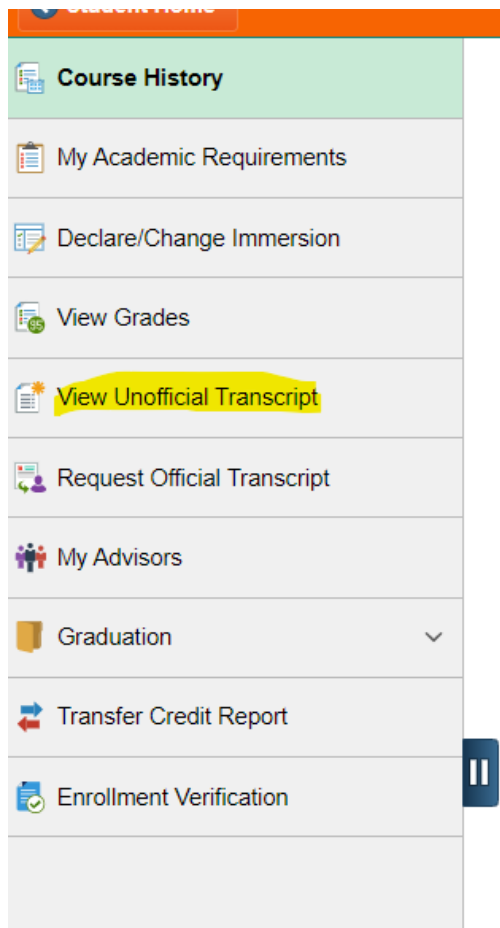 Student Home
Course History
My Academic Requirements
Declare/Change Immersion
View Grades
95
View Unofficial Transcript
Request Official Transcript
My Advisors
Graduation
Transfer Credit Report
Enrollment Verification